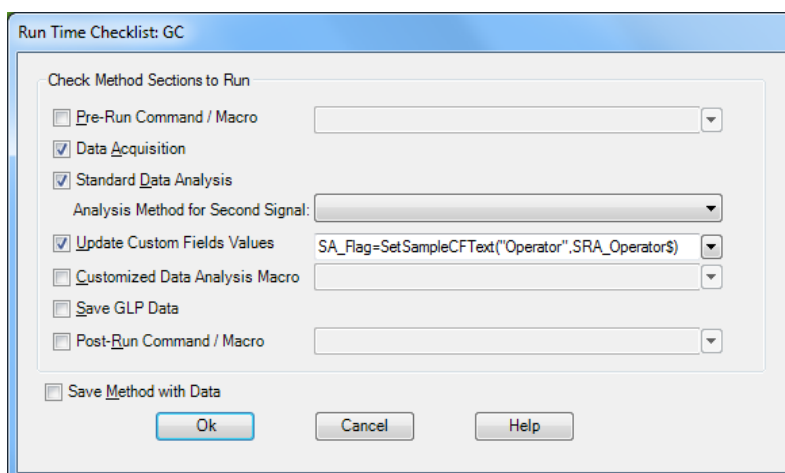 Run Time Checklist: GC
Check Method Sections to Run
Pre-Run Command / Macro
Data Acquisition
Standard Data Analysis
Analysis Method for Second Signal:
Update Custom Fields Values SA_Flag=SetSampleCFText("Operator",SRA_Operator$)
Customized Data Analysis Macro
Save GLP Data
Post-Run Command / Macro
Save Method with Data
Ok Cancel Help